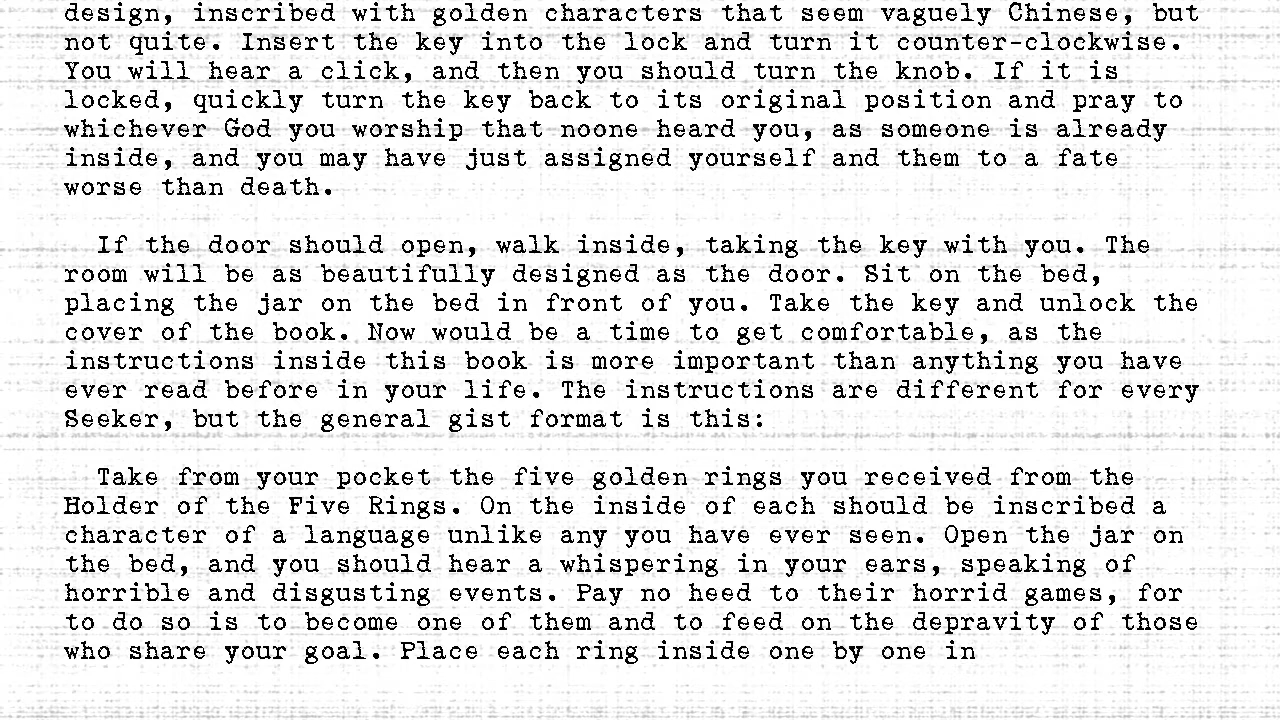 design, inscribed with golden characters that seem vaguely Chinese, but
not quite. Insert the key into the lock and turn it counter-clockwise.
You will hear a click, and then you should turn the knob. If it is
locked, quickly turn the key back to its original position and pray to
whichever God you worship that noone heard you, as someone is already
inside, and you may have just assigned yourself and them to a fate
worse than death.

If the door should open, walk inside, taking the key with you. The
room will be as beautifully designed as the door. Sit on the bed,
placing the jar on the bed in front of you. Take the key and unlock the
cover of the book. Now would be a time to get comfortable, as the
instructions inside this book is more important than anything you have
ever read before in your life. The instructions are different for every
Seeker, but the general gist format is this:

Take from your pocket the five golden rings you received from the
Holder of the Five Rings. On the inside of each should be inscribed a
character of a language unlike any you have ever seen. Open the jar on
the bed, and you should hear a whispering in your ears, speaking of
horrible and disgusting events. Pay no heed to their horrid games, for
to do so is to become one of them and to feed on the depravity of those
who share your goal. Place each ring inside one by one in